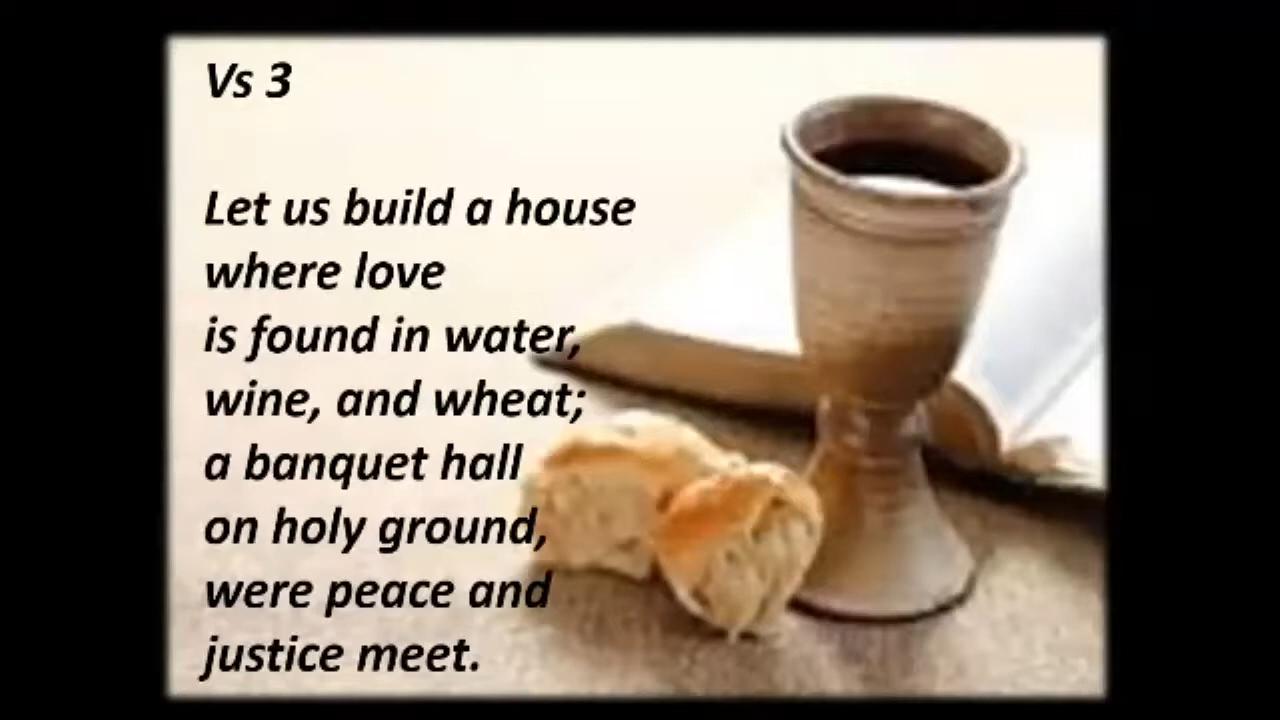 Vs 3
Let us build a house
where love
is found in water,
wine, and wheat;
a banquet hall
on holy ground,
were peace and
justice meet.